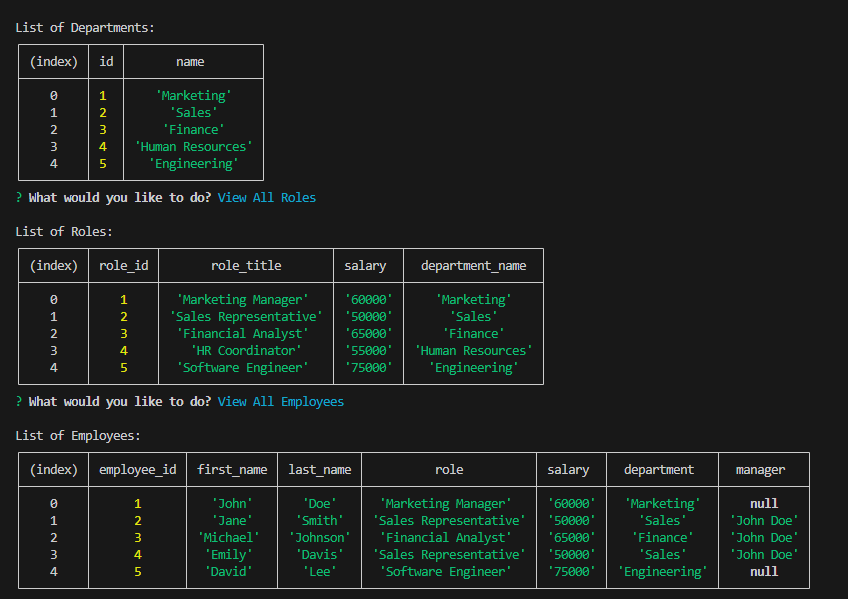 List of Departments:
(index) id name
0 1 'Marketing'
1 2 'Sales'
2 3 'Finance'
3 4 'Human Resources'
4 5 'Engineering'
? What would you like to do? View All Roles
List of Roles:
(index) role_id role_title salary department_name
0 1 'Marketing Manager' '60000' 'Marketing'
1 2 'Sales Representative' '50000' 'Sales'
2 3 'Financial Analyst' '65000' 'Finance'
3 4 'HR Coordinator' '55000' 'Human Resources'
4 5 'Software Engineer' '75000' 'Engineering'
? What would you like to do? View All Employees
List of Employees:
(index) employee_id first_name last_name role salary department manager
0 1 'John' 'Doe' 'Marketing Manager' '60000' 'Marketing' null
1 2 'Jane' 'Smith' 'Sales Representative' '50000' 'Sales' 'John Doe'
2 3 'Michael' 'Johnson' 'Financial Analyst' '65000' 'Finance' 'John Doe'
3 4 'Emily' 'Davis' 'Sales Representative' '50000' 'Sales' 'John Doe'
4 5 'David' 'Lee' 'Software Engineer' '75000' 'Engineering' null